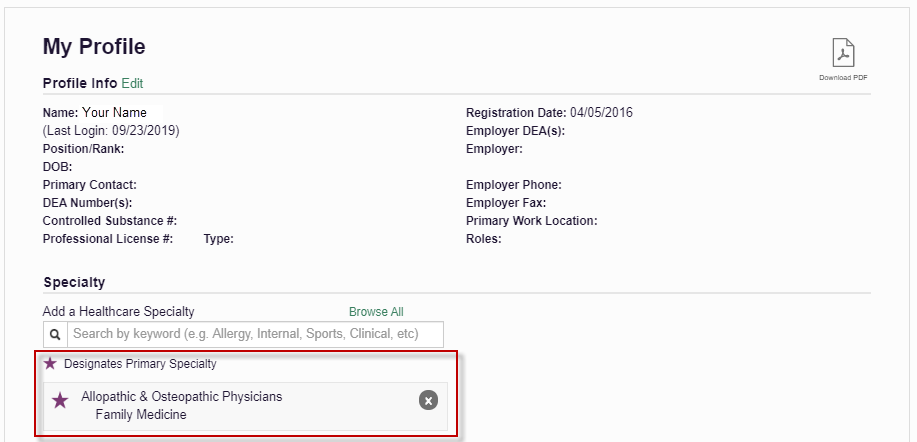 My Profile
Download PDF
Profile Info Edit
Name: Your Name
(Last Login: 09/23/2019)
Position/Rank:
DOB:
Primary Contact:
DEA Number(s):
Controlled Substance #:
Professional License #: Type:
Registration Date: 04/05/2016
Employer DEA(s):
Employer:
Employer Phone:
Employer Fax:
Primary Work Location:
Roles:
Specialty
Add a Healthcare Specialty Browse All
Search by keyword (e.g. Allergy, Internal, Sports, Clinical, etc)
Designates Primary Specialty
Allopathic & Osteopathic Physicians
Family Medicine